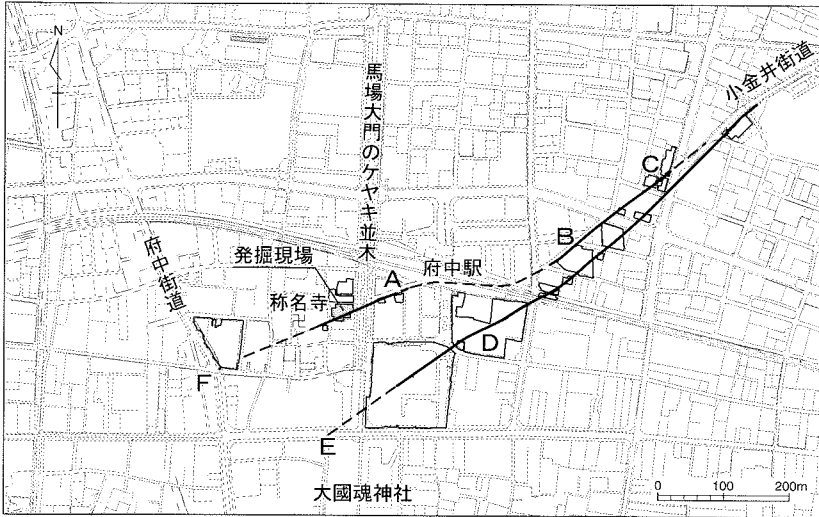 N
馬場大門のケヤキ並木
小金井街道
府中街道
発掘現場
称名寺
府中駅
A
B
C
D
E
F
大國魂神社
0 100 200m